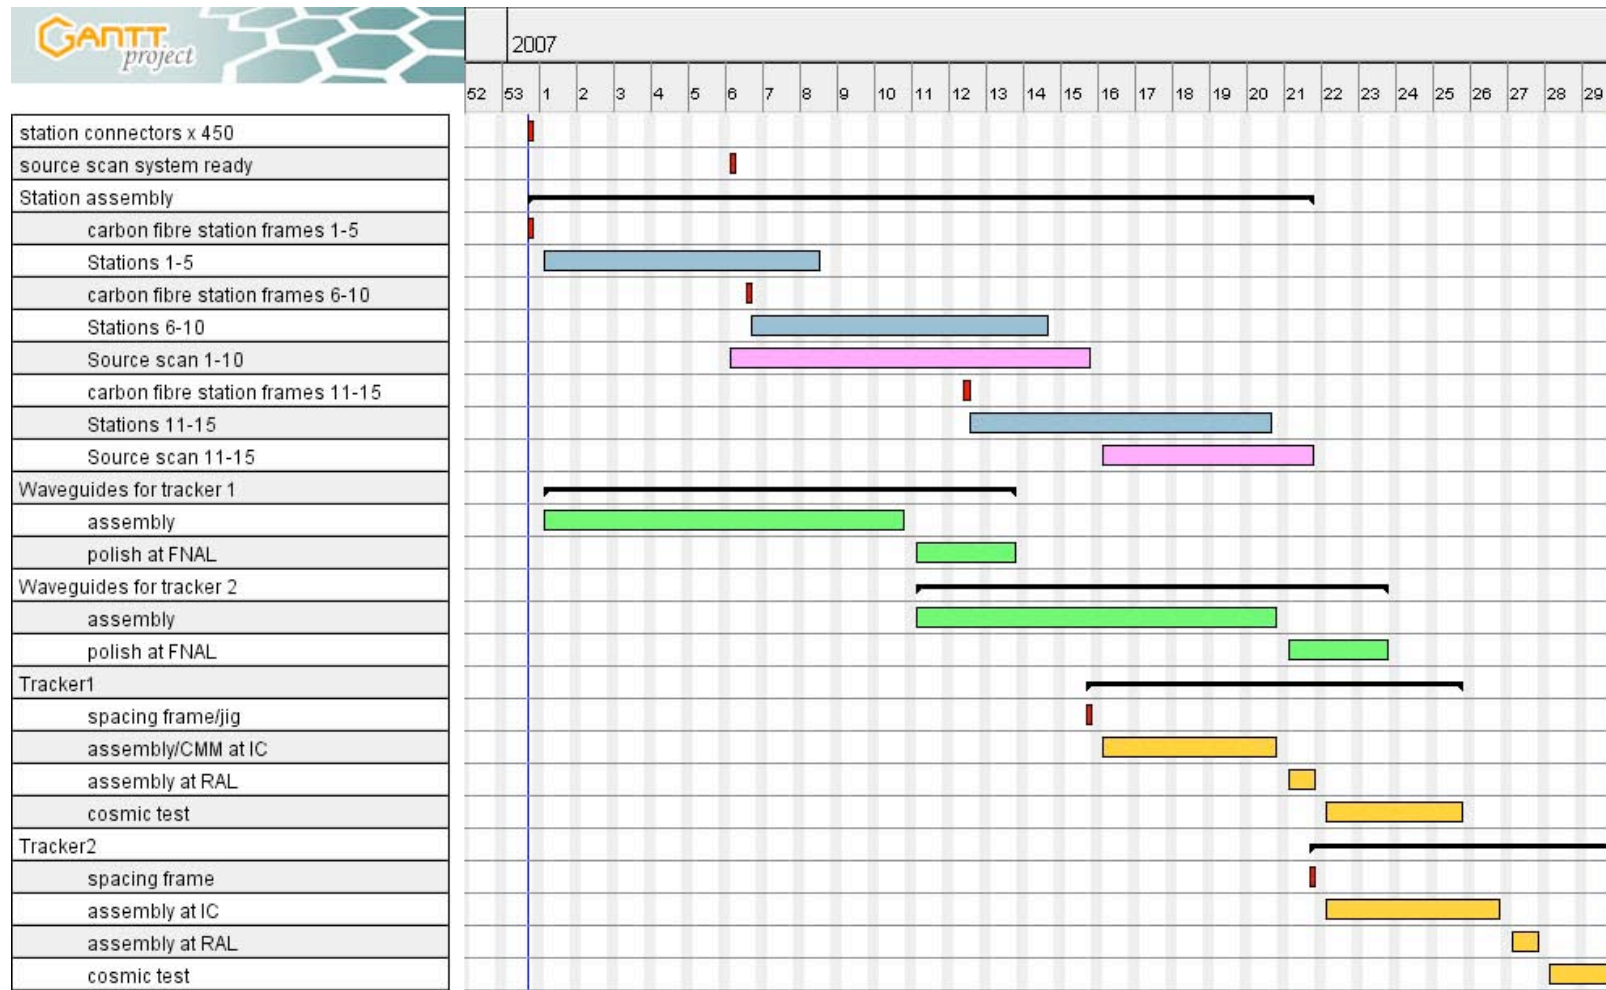 GANTT
project
2007
52 53 1 2 3 4 5 6 7 8 9 10 11 12 13 14 15 16 17 18 19 20 21 22 23 24 25 26 27 28 29
station connectors x 450
source scan system ready
Station assembly
carbon fibre station frames 1-5
Stations 1-5
carbon fibre station frames 6-10
Stations 6-10
Source scan 1-10
carbon fibre station frames 11-15
Stations 11-15
Source scan 11-15
Waveguides for tracker 1
assembly
polish at FNAL
Waveguides for tracker 2
assembly
polish at FNAL
Tracker1
spacing frame/jig
assembly/CMM at IC
assembly at RAL
cosmic test
Tracker2
spacing frame
assembly at IC
assembly at RAL
cosmic test